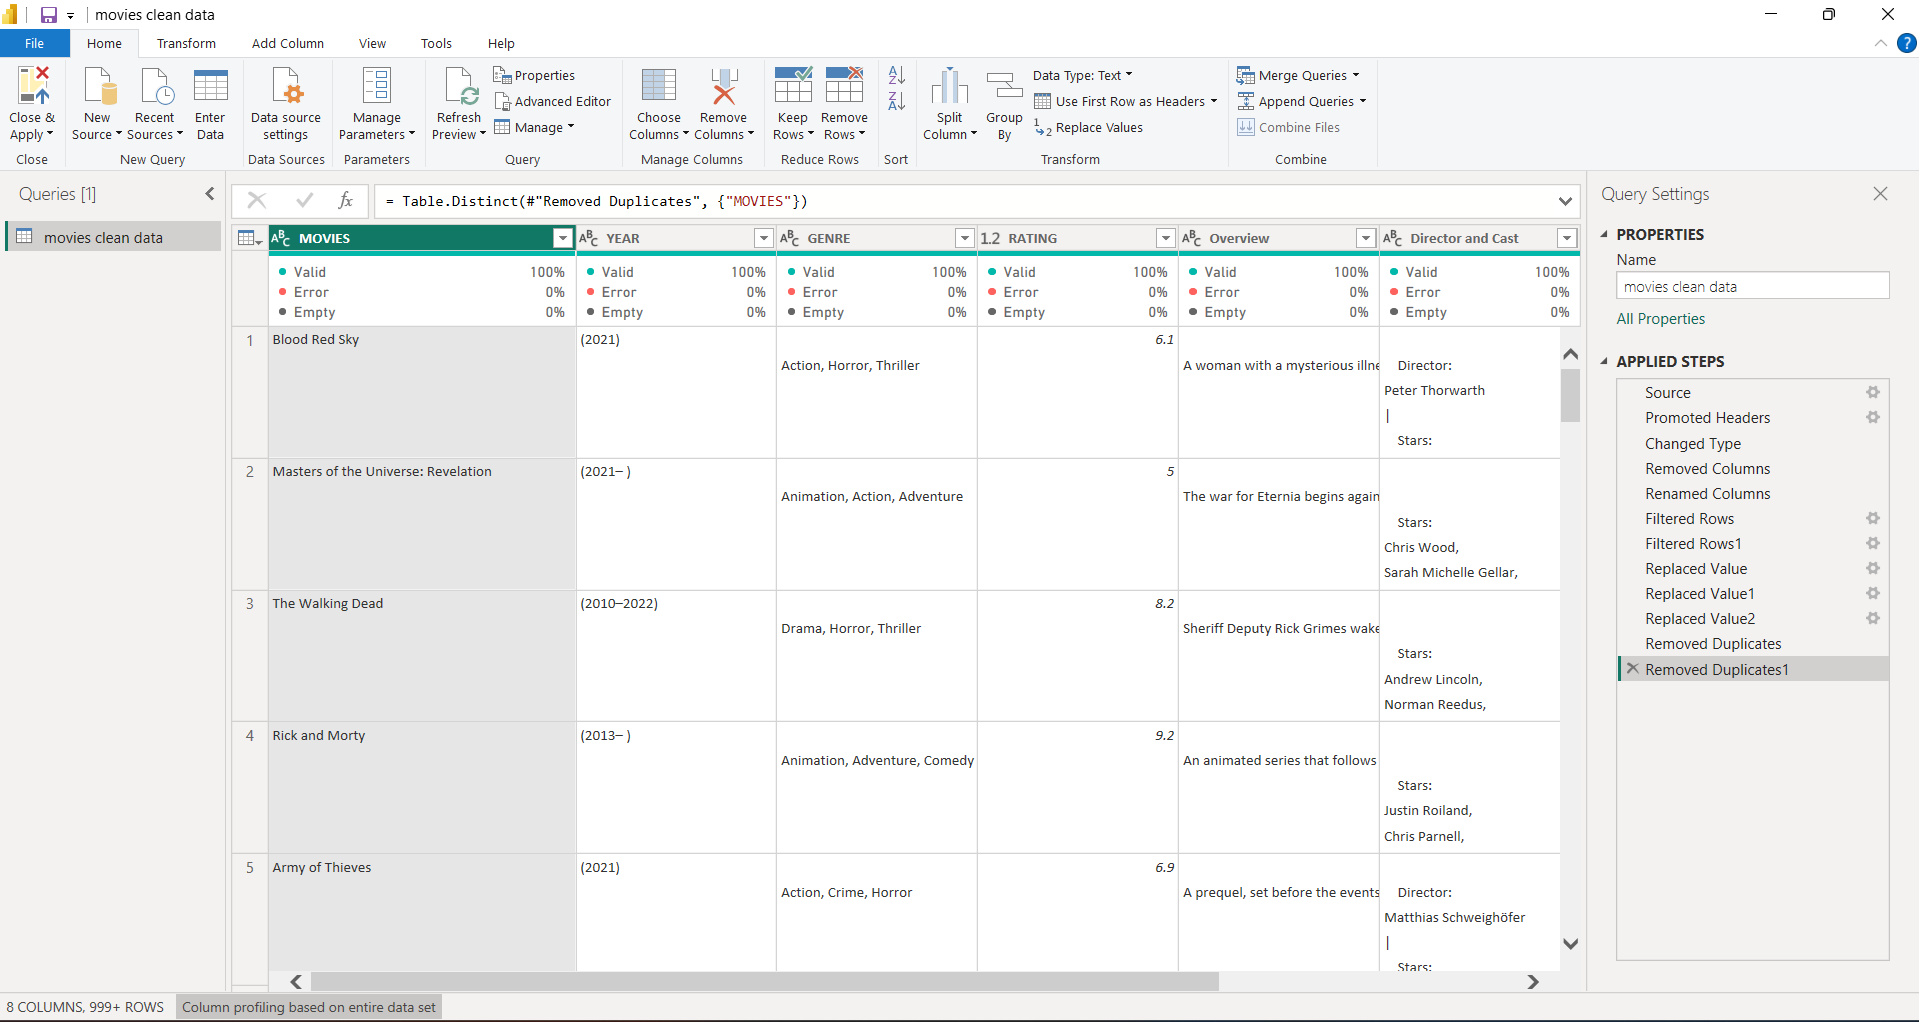 movies clean data
File Home Transform Add Column View Tools Help
?
Close & Apply
New Source
Recent Sources
Enter Data
Data source settings
Manage Parameters
Refresh Preview
Properties
Advanced Editor
Manage
Choose Columns
Remove Columns
Keep Rows
Remove Rows
A
Z
Z
A
Split Column
Group By
Data Type: Text
Use First Row as Headers
1
2 Replace Values
Merge Queries
Append Queries
Combine Files
Close New Query Data Sources Parameters Query Manage Columns Reduce Rows Sort Transform Combine
Queries [1]
movies clean data
fx = Table.Distinct(#"Removed Duplicates", {"MOVIES"})
ABC MOVIES ABC YEAR ABC GENRE 1.2 RATING ABC Overview ABC Director and Cast
Valid 100% Valid 100% Valid 100% Valid 100% Valid 100% Valid 100%
Error 0% Error 0% Error 0% Error 0% Error 0% Error 0%
Empty 0% Empty 0% Empty 0% Empty 0% Empty 0% Empty 0%
1 Blood Red Sky (2021) 6.1
Action, Horror, Thriller A woman with a mysterious illne Director:
Peter Thorwarth
|
Stars:
2 Masters of the Universe: Revelation (2021– ) 5
Animation, Action, Adventure The war for Eternia begins again
Stars:
Chris Wood,
Sarah Michelle Gellar,
3 The Walking Dead (2010–2022) 8.2
Drama, Horror, Thriller Sheriff Deputy Rick Grimes wake
Stars:
Andrew Lincoln,
Norman Reedus,
4 Rick and Morty (2013– ) 9.2
Animation, Adventure, Comedy An animated series that follows
Stars:
Justin Roiland,
Chris Parnell,
5 Army of Thieves (2021) 6.9
Action, Crime, Horror A prequel, set before the events Director:
Matthias Schweighöfer
|
Stars:
Query Settings
PROPERTIES
Name
movies clean data
All Properties
APPLIED STEPS
Source
Promoted Headers
Changed Type
Removed Columns
Renamed Columns
Filtered Rows
Filtered Rows1
Replaced Value
Replaced Value1
Replaced Value2
Removed Duplicates
Removed Duplicates1
8 COLUMNS, 999+ ROWS Column profiling based on entire data set